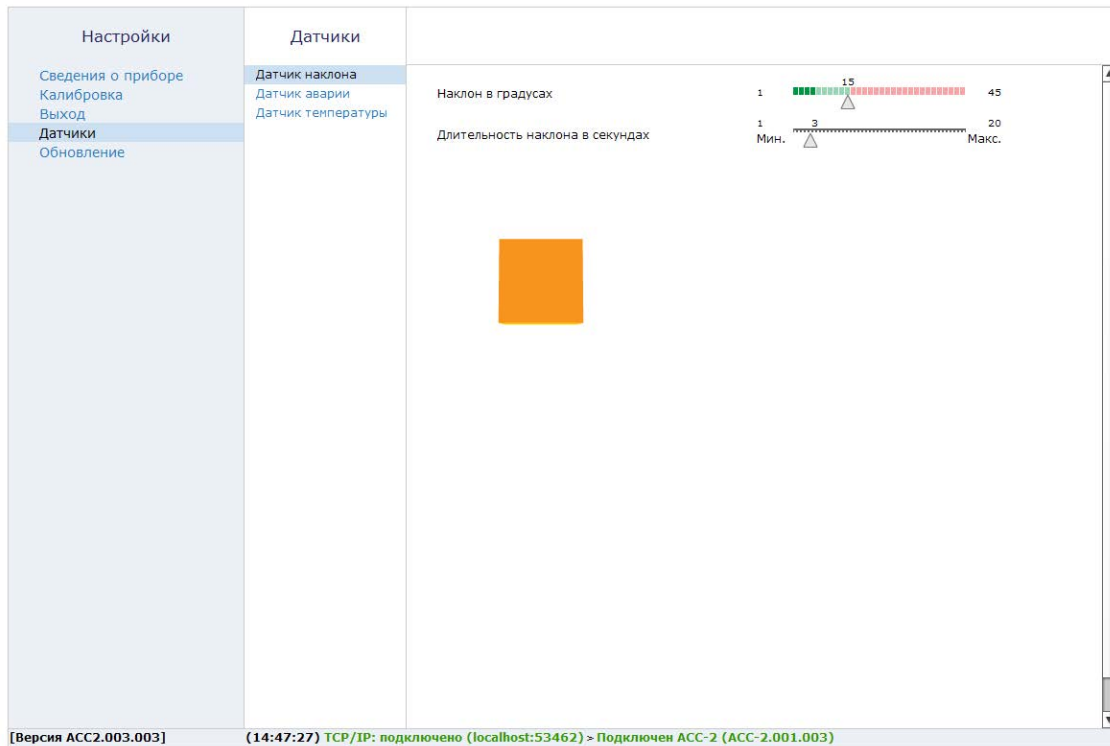 Настройки
Датчики
Сведения о приборе
Калибровка
Выход
Датчики
Обновление
Датчик наклона
Датчик аварии
Датчик температуры
Наклон в градусах
1 15 45
Длительность наклона в секундах
1 3 20
Мин. Макс.
[Версия ACC2.003.003] (14:47:27) TCP/IP: подключено (localhost:53462) > Подключен АСС-2 (ACC-2.001.003)